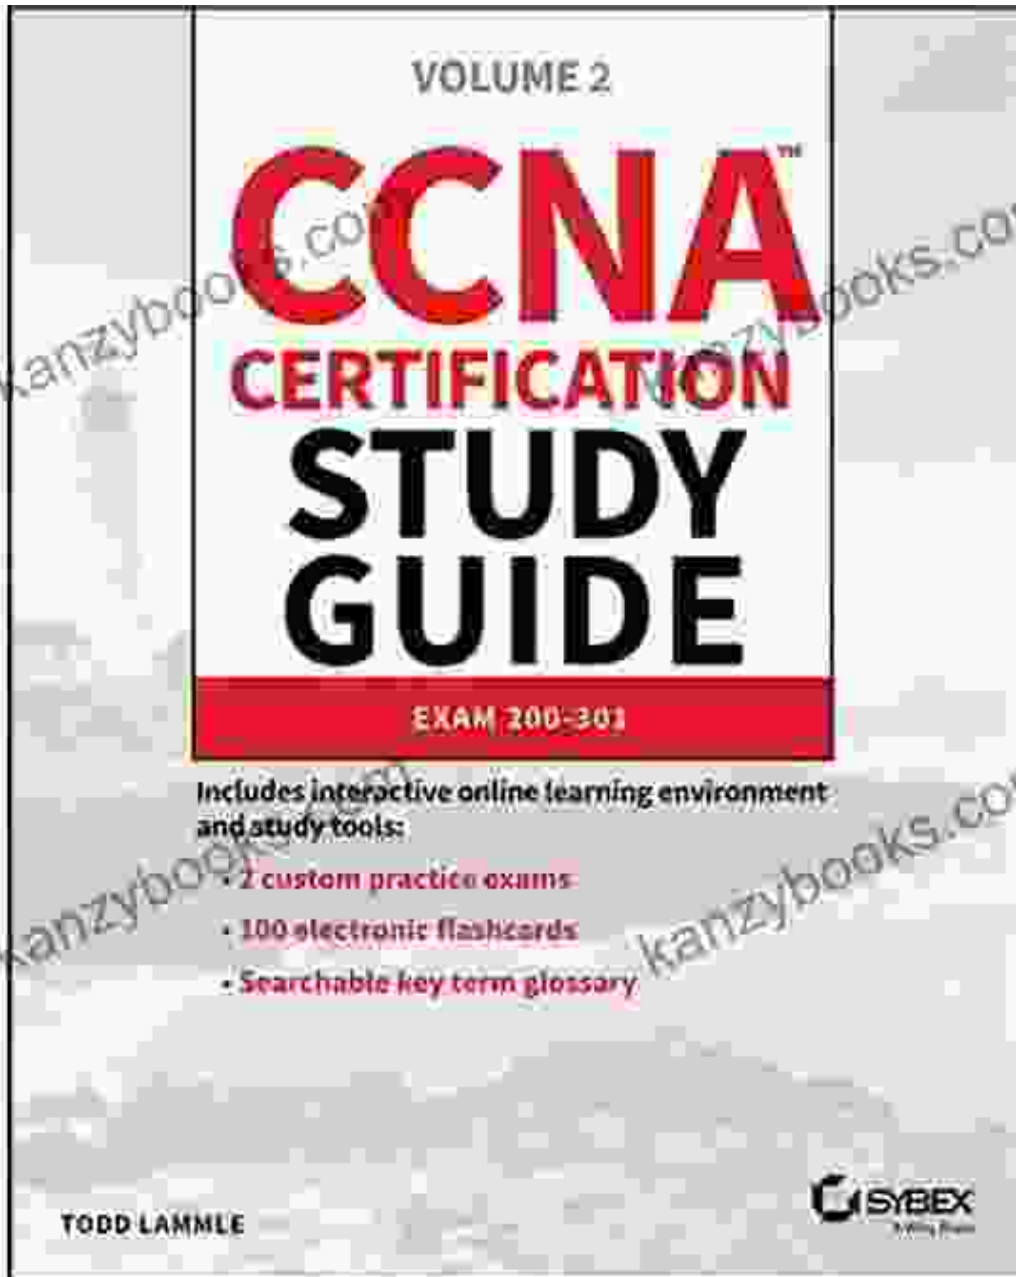 VOLUME 2
CCNA™
CERTIFICATION
STUDY
GUIDE
EXAM 200-301
Includes interactive online learning environment
and study tools:
• 2 custom practice exams
• 100 electronic flashcards
• Searchable key term glossary
TODD LAMMLE
SYBEX
A Wiley Brand
kanzybooks.com
kanzybooks.com
kanzybooks.com
kanzybooks.com